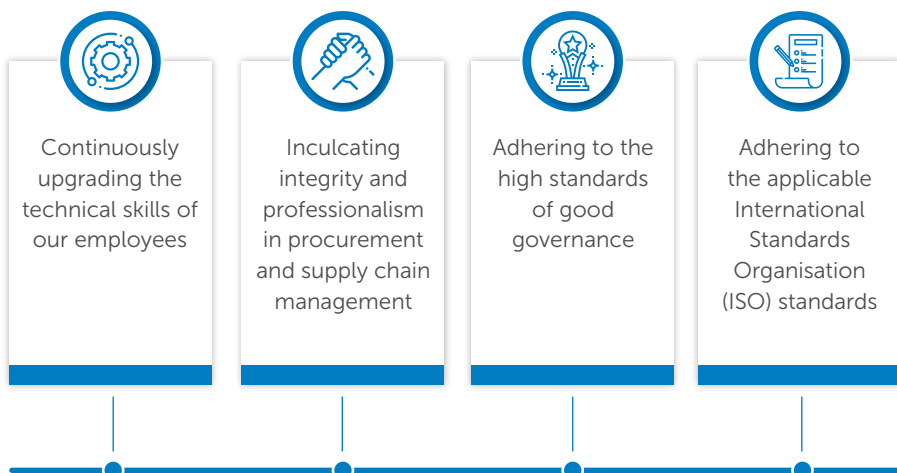 Continuously
upgrading the
technical skills of
our employees
Inculcating
integrity and
professionalism
in procurement
and supply chain
management
Adhering to the
high standards
of good
governance
Adhering to
the applicable
International
Standards
Organisation
(ISO) standards